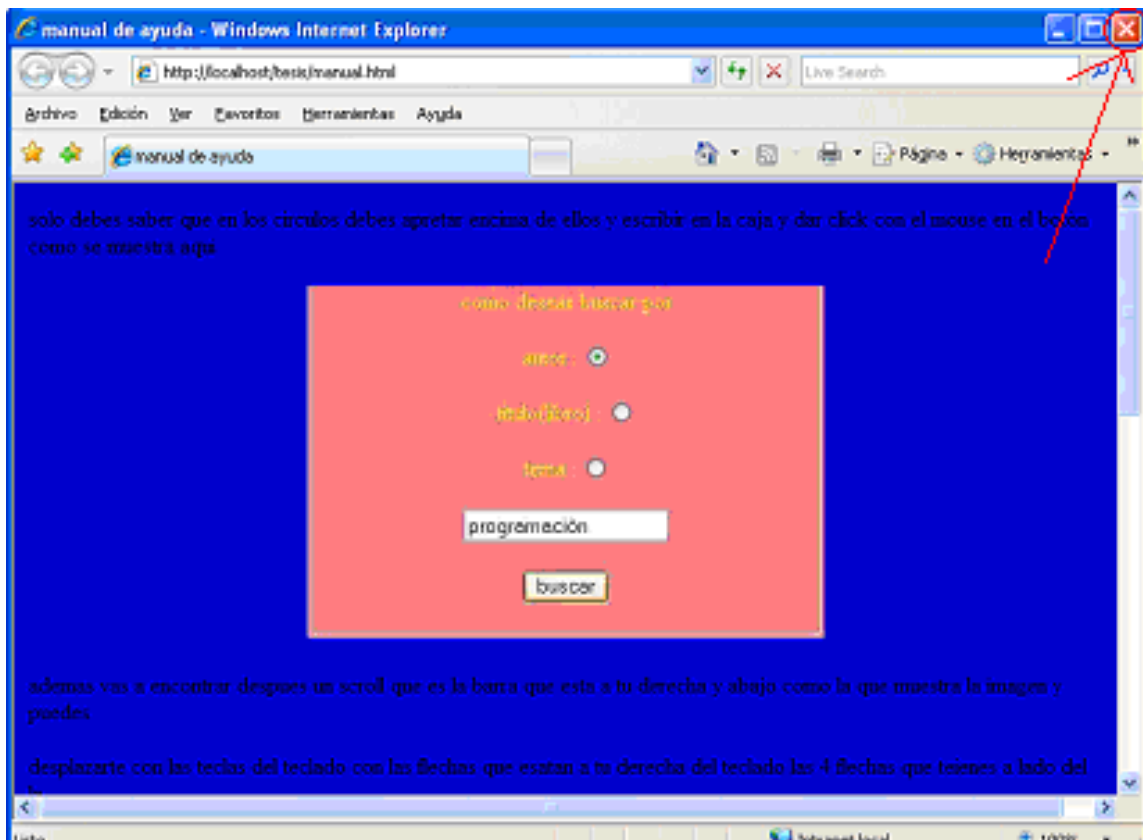 manual de ayuda - Windows Internet Explorer
http://localhost/tesis/manual.html
Live Search
Archivo Edición Ver Favoritos Herramientas Ayuda
manual de ayuda
Página Herramientas
solo debes saber que en los circulos debes apretar encima de ellos y escribir en la caja y dar click con el mouse en el boton
como se muestra aqui
como deseas buscar por
autor :
titulo(libro) :
tema :
programación
buscar
ademas vas a encontrar despues un scroll que es la barra que esta a tu derecha y abajo como la que muestra la imagen y
puedes
desplazarte con las teclas del teclado con las flechas que esatan a tu derecha del teclado las 4 flechas que teienes a lado del
Listo Intranet local 100%